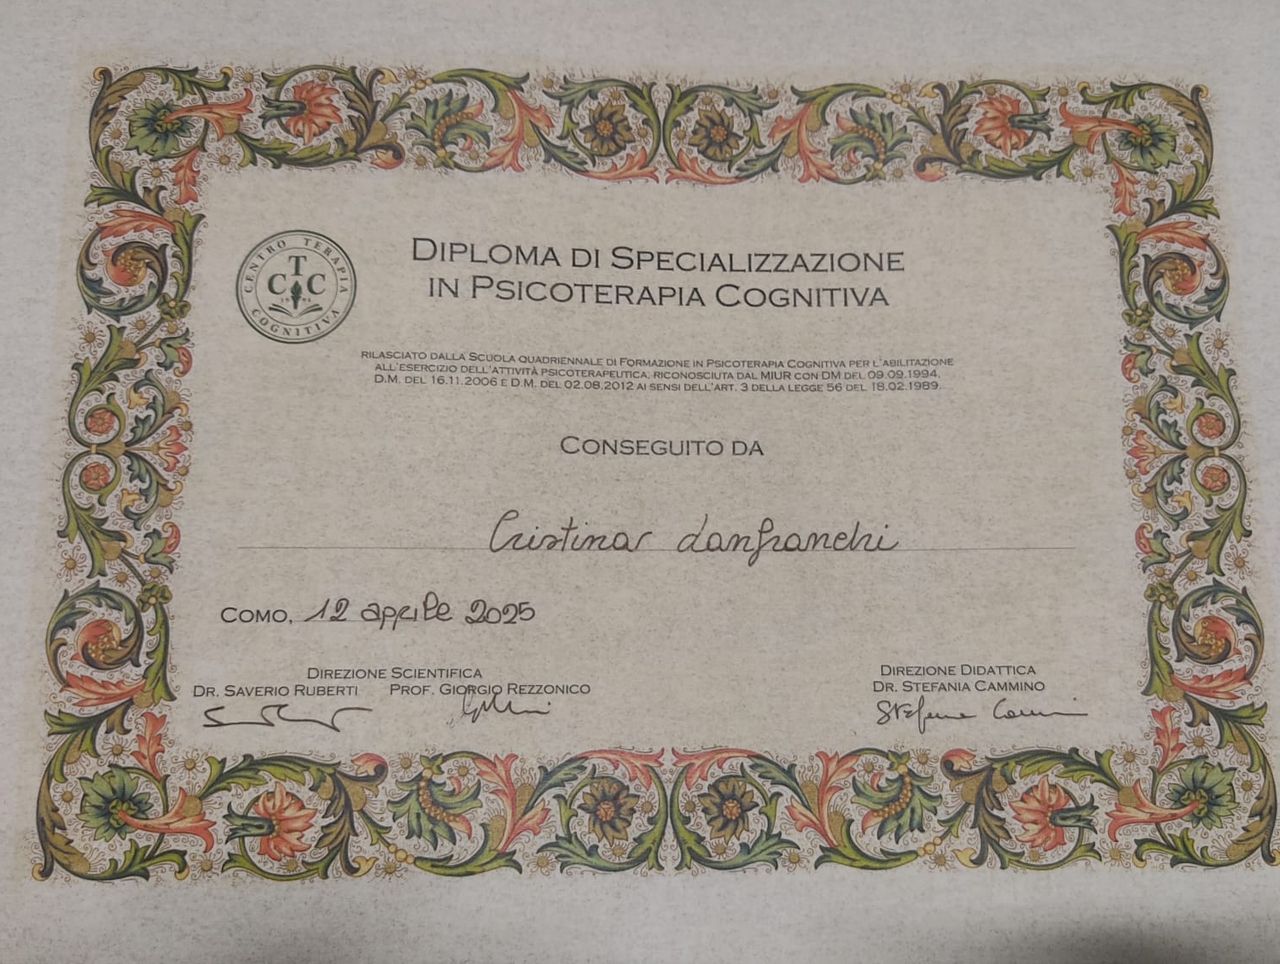 CENTRO TERAPIA COGNITIVA
T
C C
DIPLOMA DI SPECIALIZZAZIONE
IN PSICOTERAPIA COGNITIVA
RILASCIATO DALLA SCUOLA QUADRIENNALE DI FORMAZIONE IN PSICOTERAPIA COGNITIVA PER L'ABILITAZIONE
ALL'ESERCIZIO DELL'ATTIVITÀ PSICOTERAPEUTICA, RICONOSCIUTA DAL MIUR CON DM DEL 09.09.1994,
D.M. DEL 16.11.2006 E D.M. DEL 02.08.2012 AI SENSI DELL'ART. 3 DELLA LEGGE 56 DEL 18.02.1989.
CONSEGUITO DA
Cristina Lanfranchi
COMO, 12 aprile 2025
DIREZIONE SCIENTIFICA
DR. SAVERIO RUBERTI PROF. GIORGIO REZZONICO
DIREZIONE DIDATTICA
DR. STEFANIA CAMMINO